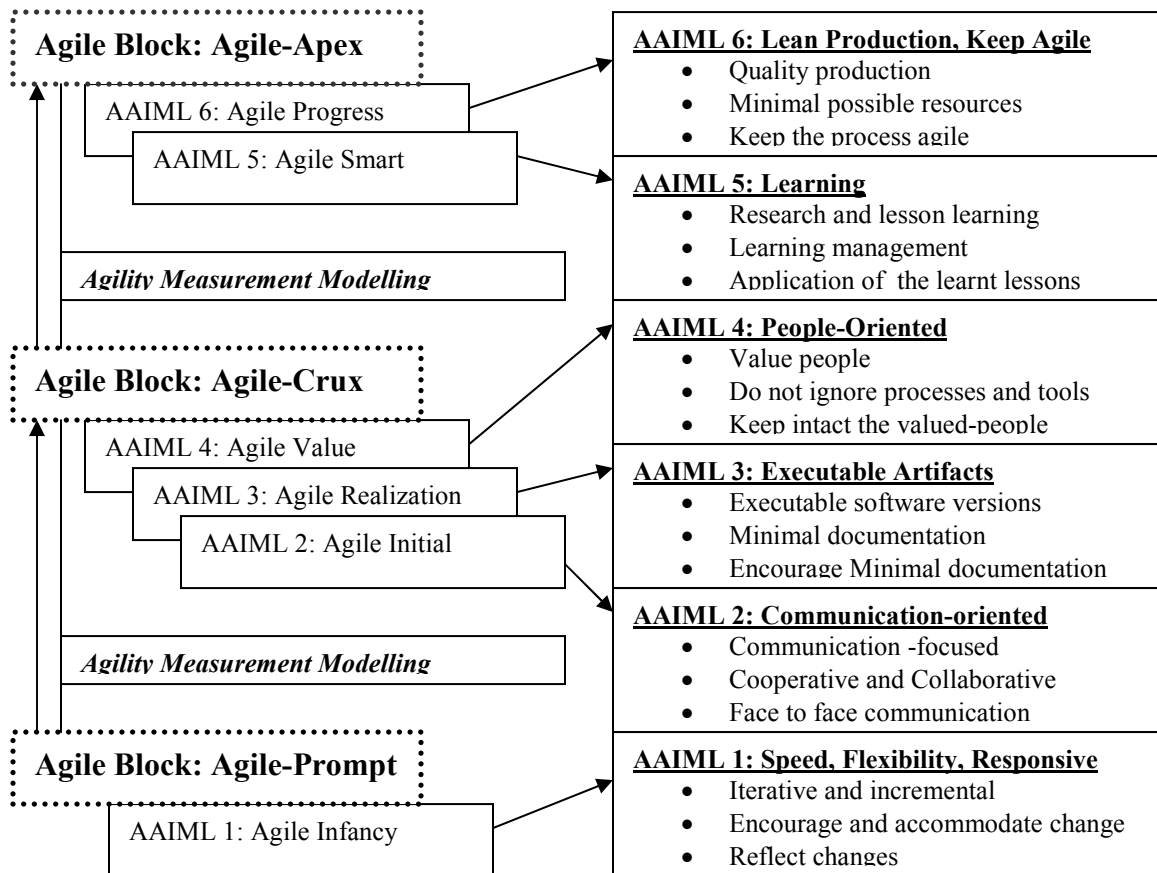 Agile Block: Agile-Apex
AAIML 6: Agile Progress
AAIML 5: Agile Smart
Agility Measurement Modelling
Agile Block: Agile-Crux
AAIML 4: Agile Value
AAIML 3: Agile Realization
AAIML 2: Agile Initial
Agility Measurement Modelling
Agile Block: Agile-Prompt
AAIML 1: Agile Infancy
AAIML 6: Lean Production, Keep Agile
• Quality production
• Minimal possible resources
• Keep the process agile
AAIML 5: Learning
• Research and lesson learning
• Learning management
• Application of the learnt lessons
AAIML 4: People-Oriented
• Value people
• Do not ignore processes and tools
• Keep intact the valued-people
AAIML 3: Executable Artifacts
• Executable software versions
• Minimal documentation
• Encourage Minimal documentation
AAIML 2: Communication-oriented
• Communication -focused
• Cooperative and Collaborative
• Face to face communication
AAIML 1: Speed, Flexibility, Responsive
• Iterative and incremental
• Encourage and accommodate change
• Reflect changes